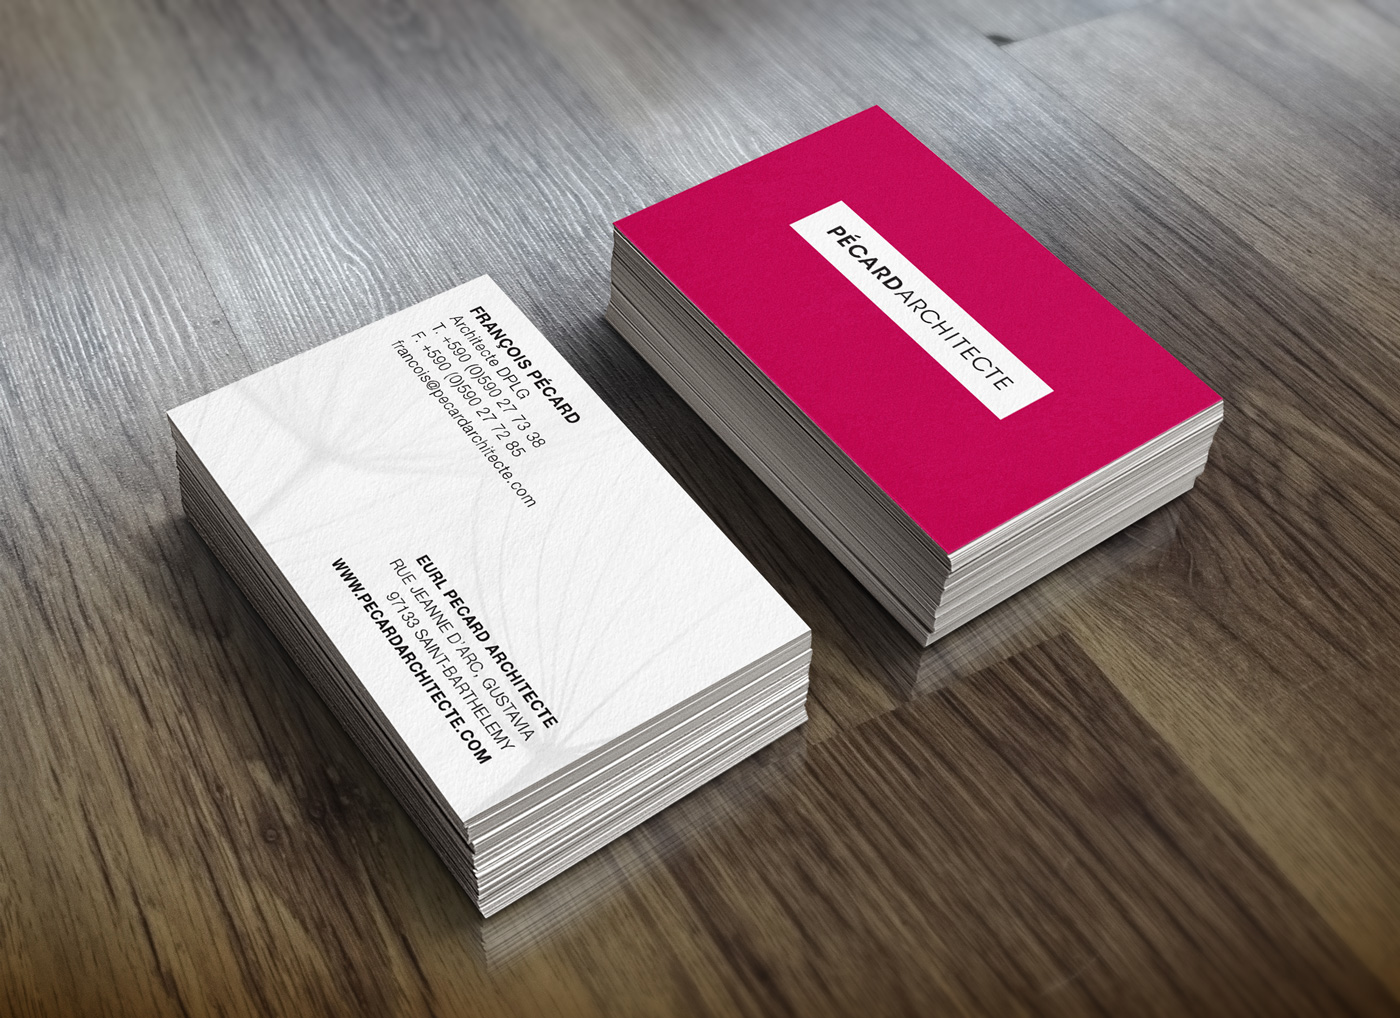 FRANÇOIS PÉCARD
Architecte DPLG
T. +590 (0)590 27 73 38
F. +590 (0)590 27 72 85
francois@pecardarchitecte.com
EURL PECARD ARCHITECTE
RUE JEANNE D'ARC, GUSTAVIA
97133 SAINT-BARTHELEMY
WWW.PECARDARCHITECTE.COM
PÉCARDARCHITECTE